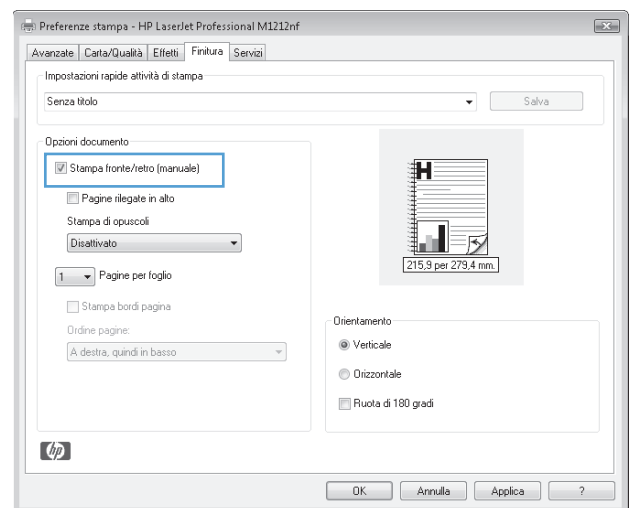 Preferenze stampa - HP LaserJet Professional M1212nf
Avanzate Carta/Qualità Effetti Finitura Servizi
Impostazioni rapide attività di stampa
Senza titolo
Salva
Opzioni documento
Stampa fronte/retro (manuale)
Pagine rilegate in alto
Stampa di opuscoli
Disattivato
1 Pagine per foglio
Stampa bordi pagina
Ordine pagine:
A destra, quindi in basso
H
215,9 per 279,4 mm.
Orientamento
Verticale
Orizzontale
Ruota di 180 gradi
hp
OK Annulla Applica ?